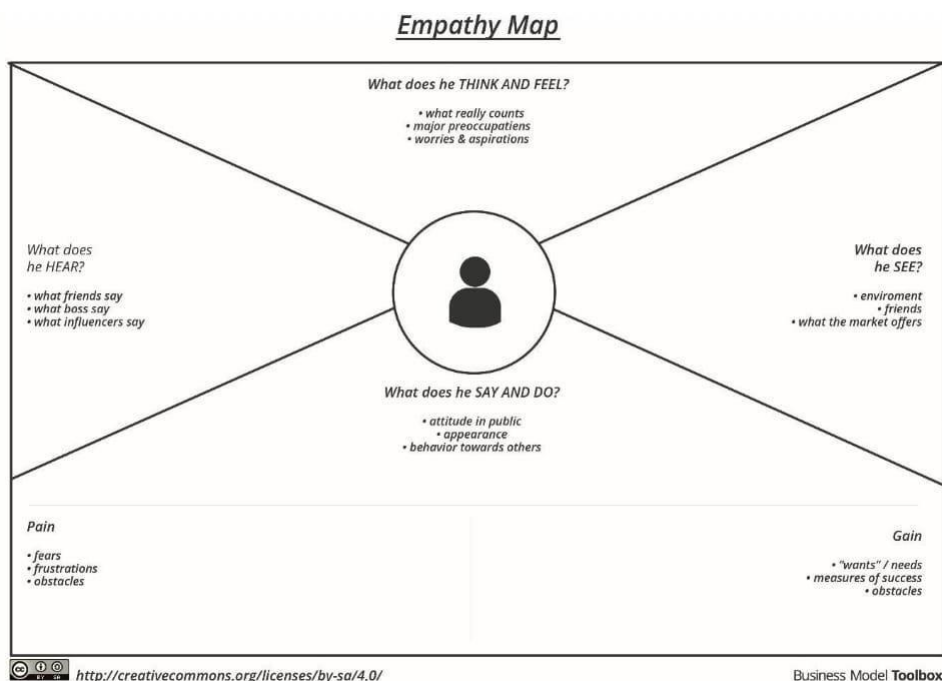 Empathy Map
What does he THINK AND FEEL?
• what really counts
• major preoccupatiens
• worries & aspirations
What does
he HEAR?
• what friends say
• what boss say
• what influencers say
What does
he SEE?
• enviroment
• friends
• what the market offers
What does he SAY AND DO?
• attitude in public
• appearance
• behavior towards others
Pain
• fears
• frustrations
• obstacles
Gain
• "wants" / needs
• measures of success
• obstacles
cc BY SA
http://creativecommons.org/licenses/by-sa/4.0/
Business Model Toolbox